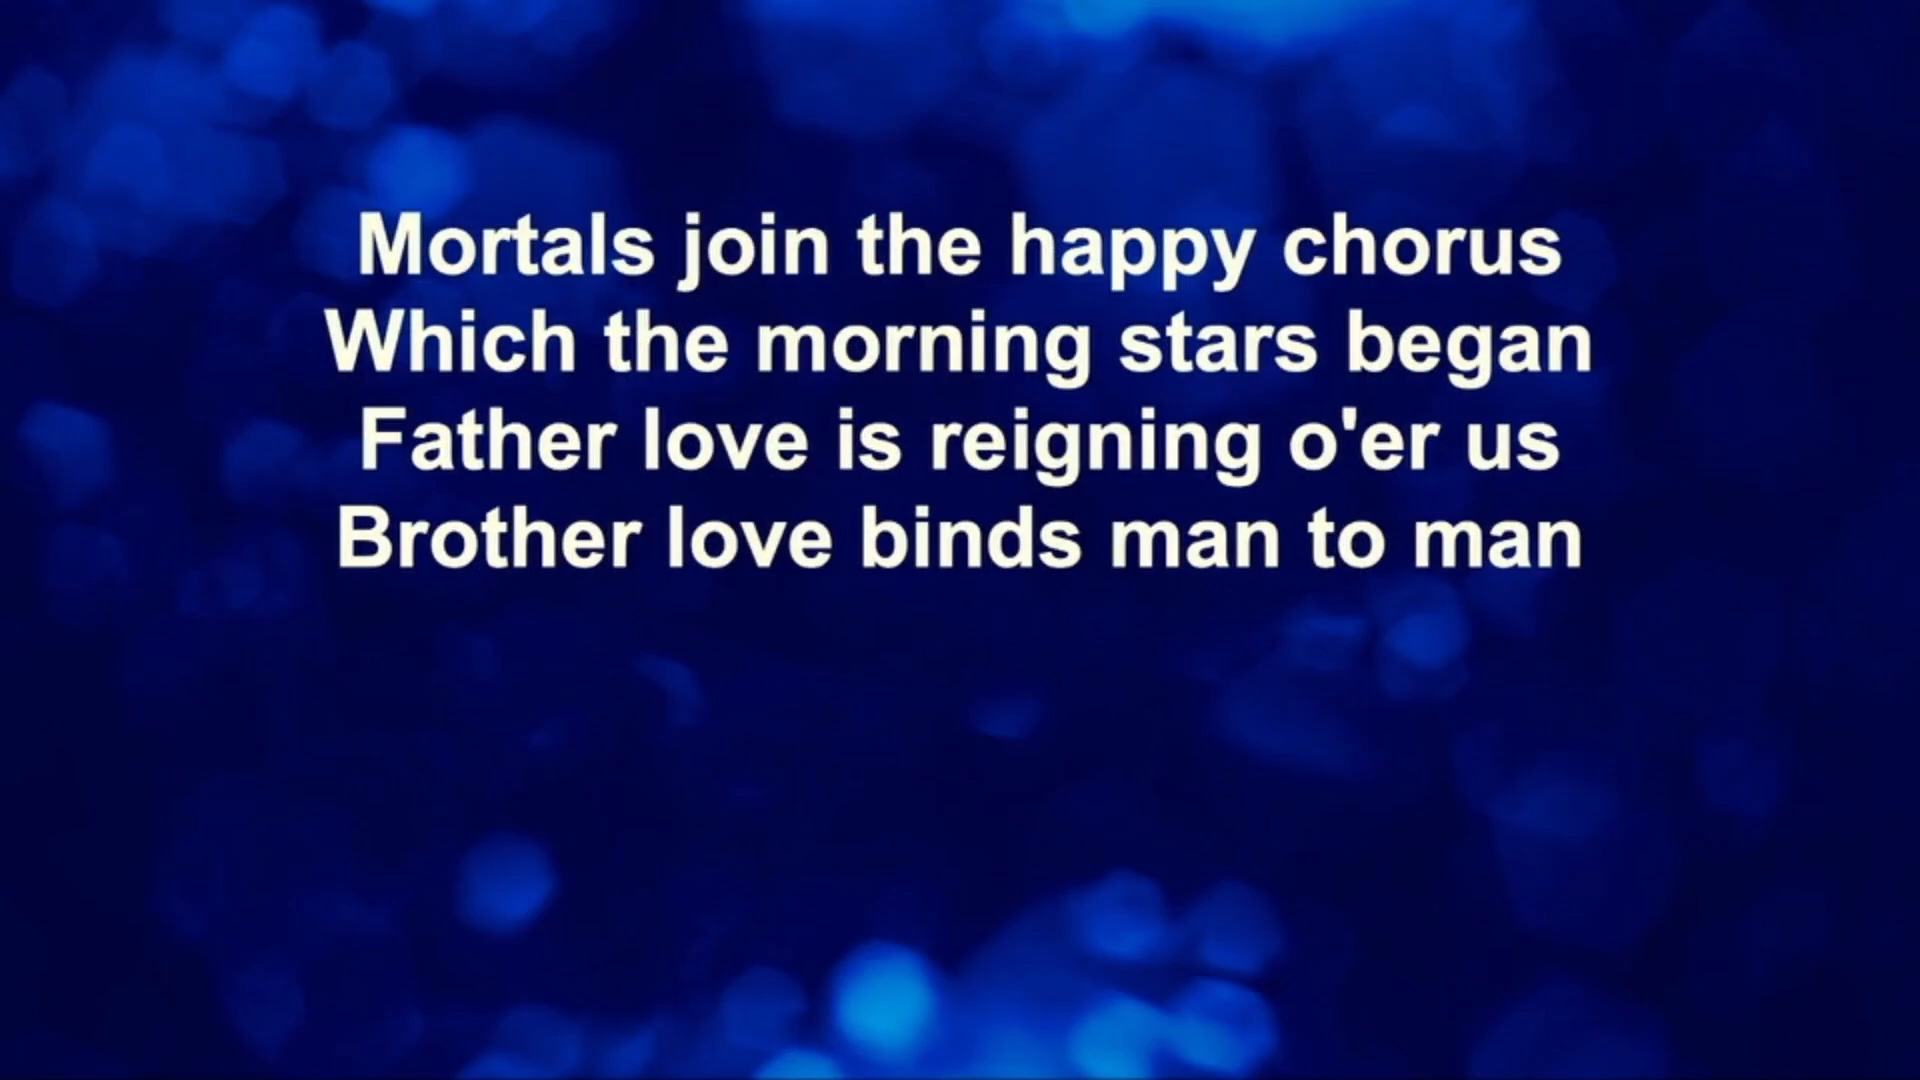 Mortals join the happy chorus
Which the morning stars began
Father love is reigning o'er us
Brother love binds man to man